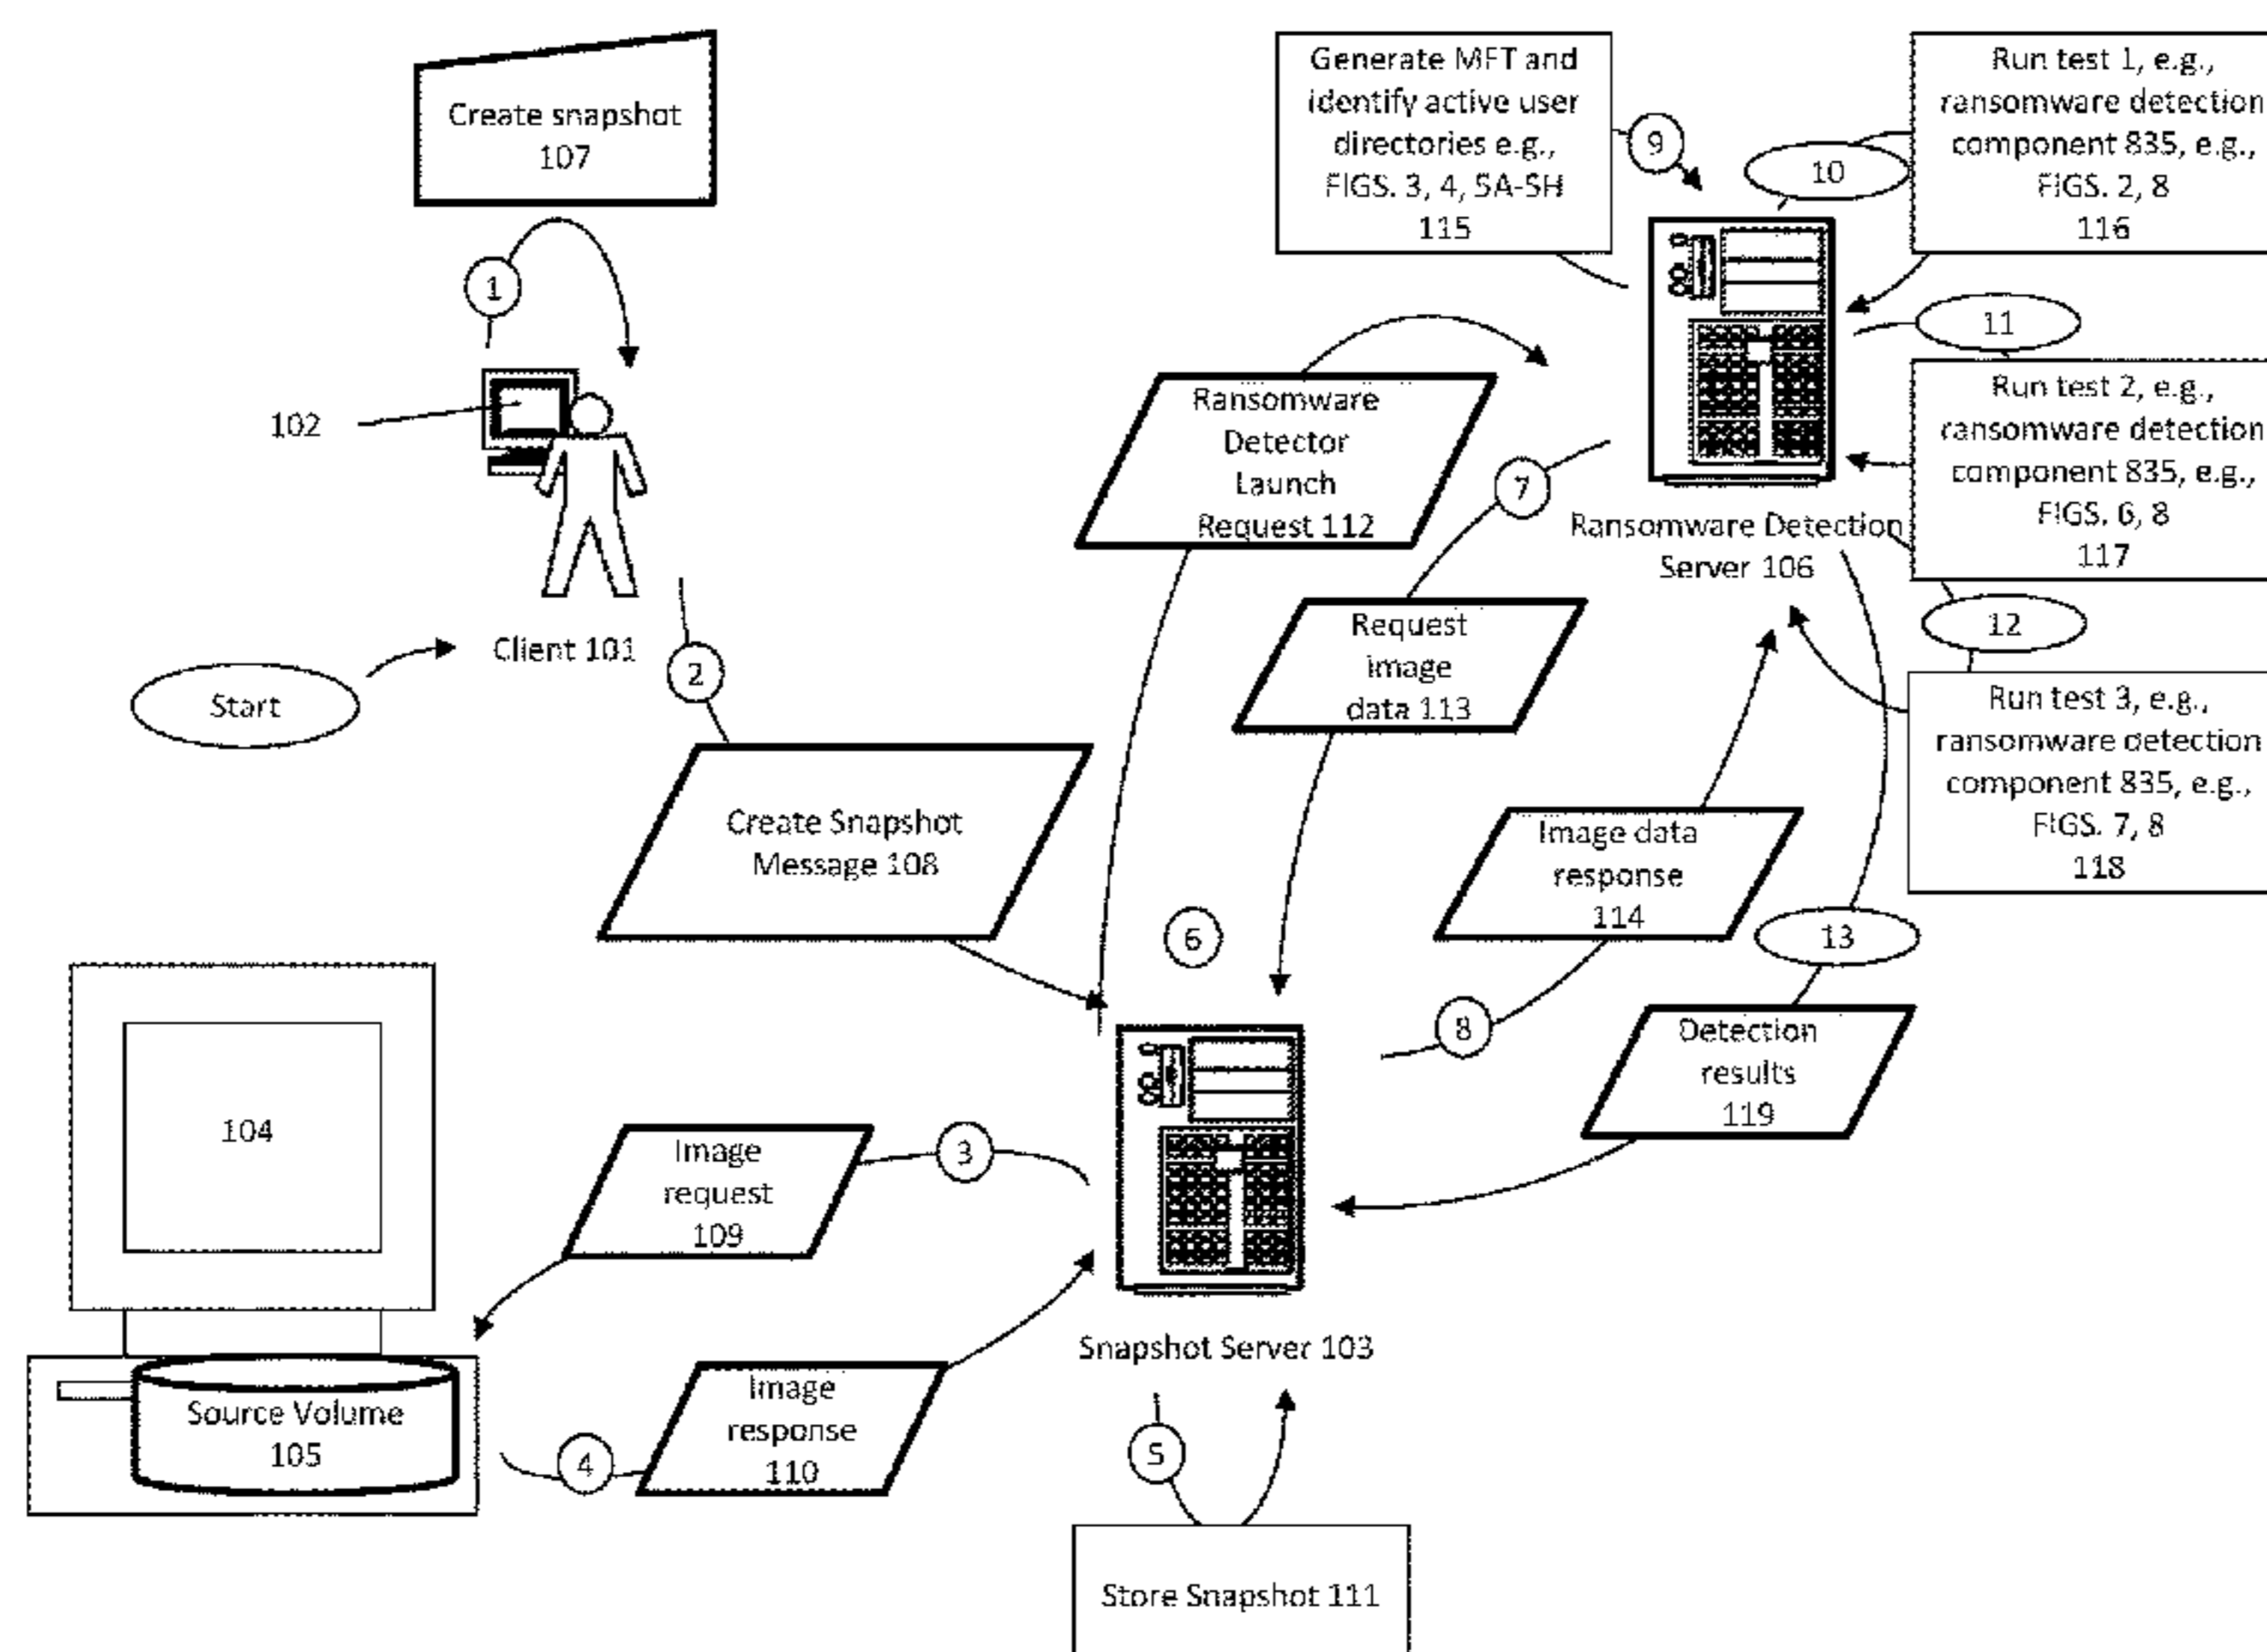 Create snapshot
107
1
102
Client 101
Start
2
Create Snapshot
Message 108
Generate MFT and
identify active user
directories e.g.,
FIGS. 3, 4, 5A-5H
115
9
10
Run test 1, e.g.,
ransomware detection
component 835, e.g.,
FIGS. 2, 8
116
11
Run test 2, e.g.,
ransomware detection
component 835, e.g.,
FIGS. 6, 8
117
12
Run test 3, e.g.,
ransomware detection
component 835, e.g.,
FIGS. 7, 8
118
Ransomware
Detector
Launch
Request 112
7
Ransomware Detection
Server 106
Request
image
data 113
Image data
response
114
6
8
13
Detection
results
119
104
Source Volume
105
Image
request
109
3
Image
response
110
4
Snapshot Server 103
5
Store Snapshot 111